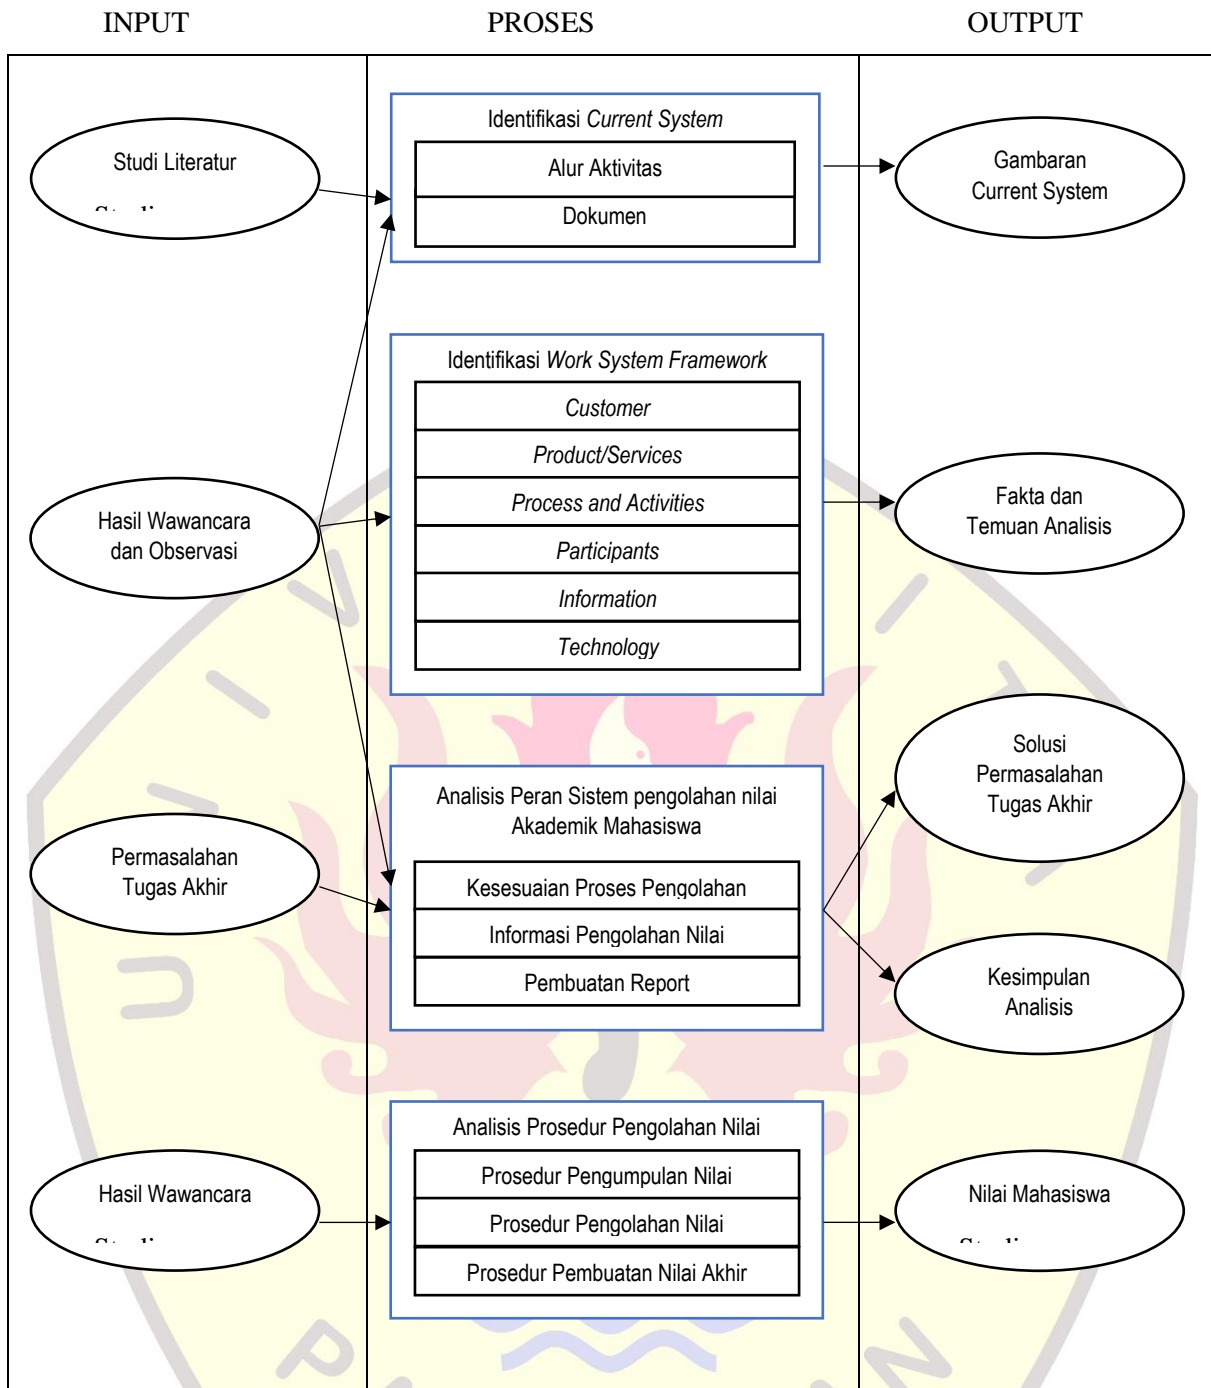 INPUT PROSES OUTPUT
Identifikasi Current System
Alur Aktivitas
Dokumen
Studi Literatur
Gambaran
Current System
Identifikasi Work System Framework
Customer
Product/Services
Process and Activities
Participants
Information
Technology
Hasil Wawancara
dan Observasi
Fakta dan
Temuan Analisis
Analisis Peran Sistem pengolahan nilai
Akademik Mahasiswa
Kesesuaian Proses Pengolahan
Informasi Pengolahan Nilai
Pembuatan Report
Permasalahan
Tugas Akhir
Solusi
Permasalahan
Tugas Akhir
Kesimpulan
Analisis
Analisis Prosedur Pengolahan Nilai
Prosedur Pengumpulan Nilai
Prosedur Pengolahan Nilai
Prosedur Pembuatan Nilai Akhir
Hasil Wawancara
Nilai Mahasiswa